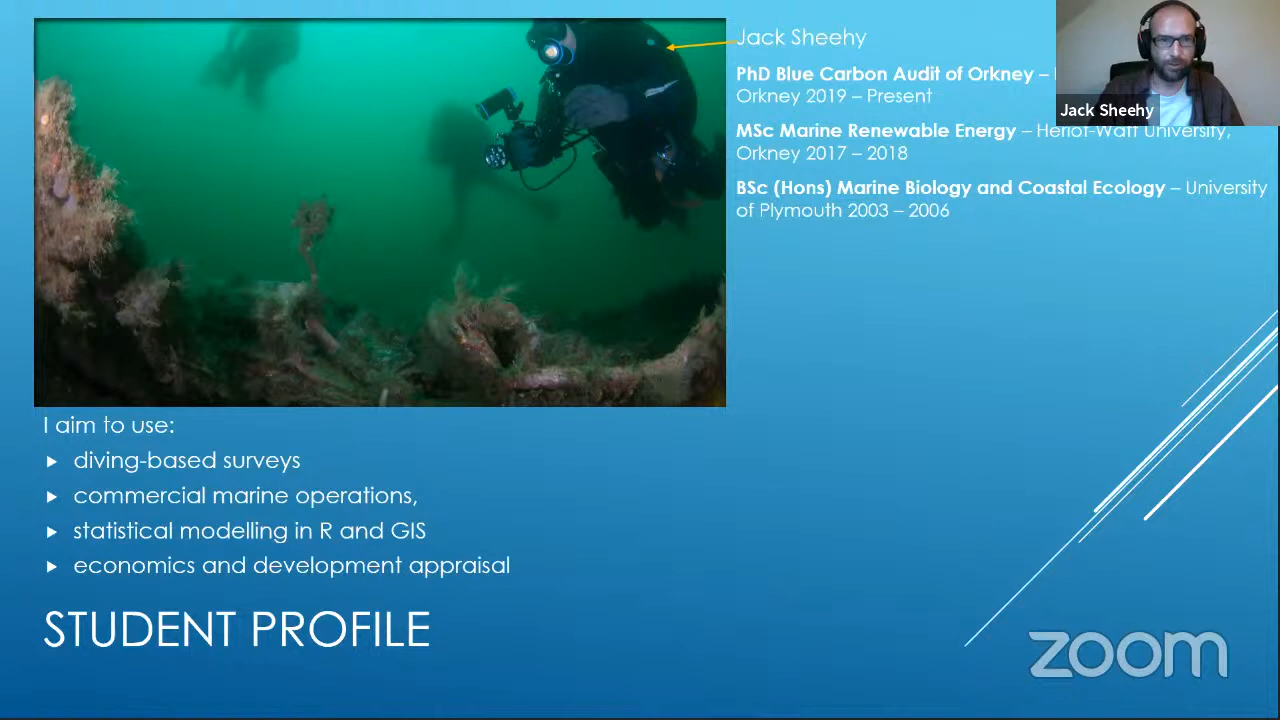 Jack Sheehy
PhD Blue Carbon Audit of Orkney –
Orkney 2019 – Present
Jack Sheehy
MSc Marine Renewable Energy – Heriot-Watt University,
Orkney 2017 – 2018
BSc (Hons) Marine Biology and Coastal Ecology – University
of Plymouth 2003 – 2006
I aim to use:
diving-based surveys
commercial marine operations,
statistical modelling in R and GIS
economics and development appraisal
STUDENT PROFILE
zoom